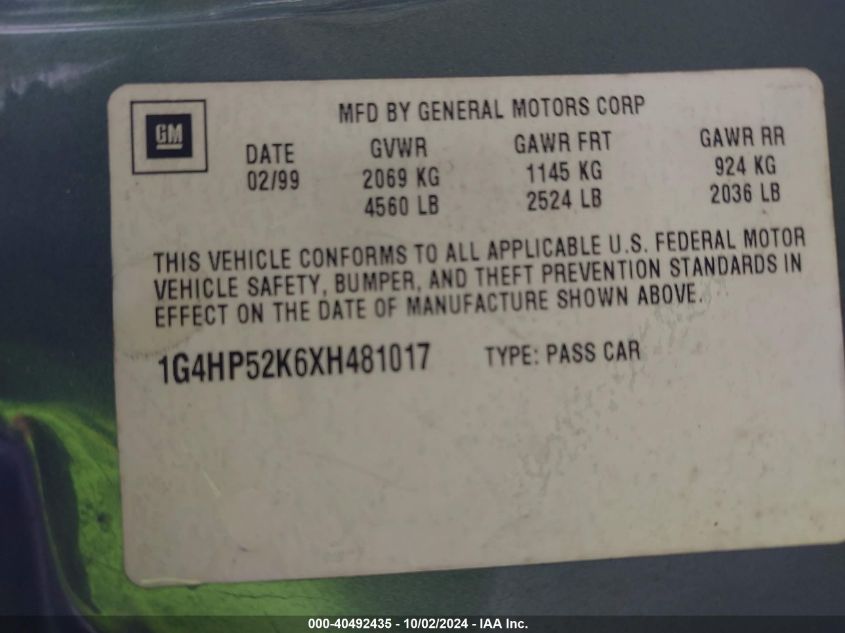 MFD BY GENERAL MOTORS CORP
GM
DATE GVWR GAWR FRT GAWR RR
02/99 2069 KG 1145 KG 924 KG
4560 LB 2524 LB 2036 LB
THIS VEHICLE CONFORMS TO ALL APPLICABLE U.S. FEDERAL MOTOR
VEHICLE SAFETY, BUMPER, AND THEFT PREVENTION STANDARDS IN
EFFECT ON THE DATE OF MANUFACTURE SHOWN ABOVE.
1G4HP52K6XH481017 TYPE: PASS CAR
000-40492435 - 10/02/2024 - IAA Inc.